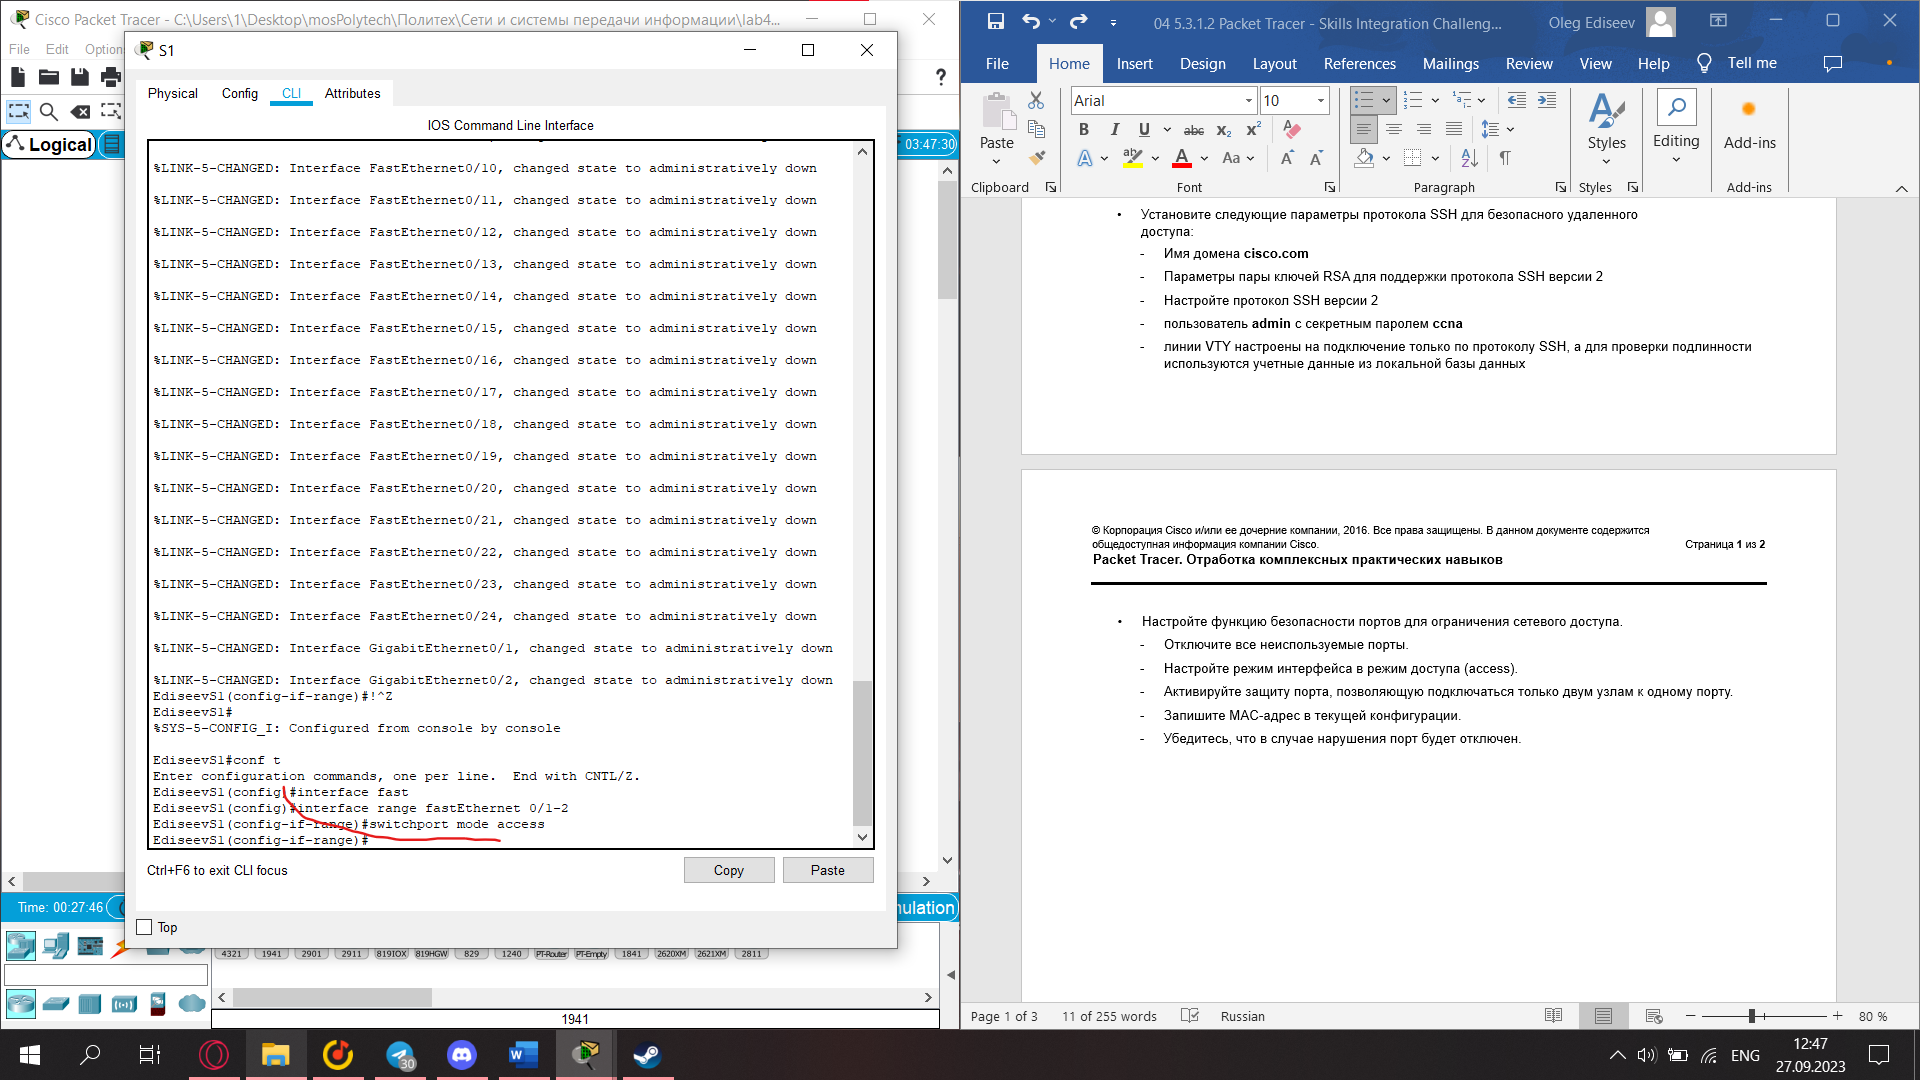 Cisco Packet Tracer - C:\Users\1\Desktop\mosPolytech\Политех\Сети и системы передачи информации\lab4...
File Edit Option
Logical
03:47:30
S1
Physical Config CLI Attributes
IOS Command Line Interface
%LINK-5-CHANGED: Interface FastEthernet0/10, changed state to administratively down
%LINK-5-CHANGED: Interface FastEthernet0/11, changed state to administratively down
%LINK-5-CHANGED: Interface FastEthernet0/12, changed state to administratively down
%LINK-5-CHANGED: Interface FastEthernet0/13, changed state to administratively down
%LINK-5-CHANGED: Interface FastEthernet0/14, changed state to administratively down
%LINK-5-CHANGED: Interface FastEthernet0/15, changed state to administratively down
%LINK-5-CHANGED: Interface FastEthernet0/16, changed state to administratively down
%LINK-5-CHANGED: Interface FastEthernet0/17, changed state to administratively down
%LINK-5-CHANGED: Interface FastEthernet0/18, changed state to administratively down
%LINK-5-CHANGED: Interface FastEthernet0/19, changed state to administratively down
%LINK-5-CHANGED: Interface FastEthernet0/20, changed state to administratively down
%LINK-5-CHANGED: Interface FastEthernet0/21, changed state to administratively down
%LINK-5-CHANGED: Interface FastEthernet0/22, changed state to administratively down
%LINK-5-CHANGED: Interface FastEthernet0/23, changed state to administratively down
%LINK-5-CHANGED: Interface FastEthernet0/24, changed state to administratively down
%LINK-5-CHANGED: Interface GigabitEthernet0/1, changed state to administratively down
%LINK-5-CHANGED: Interface GigabitEthernet0/2, changed state to administratively down
EdiseevS1(config-if-range)#!^Z
EdiseevS1#
%SYS-5-CONFIG_I: Configured from console by console
EdiseevS1#conf t
Enter configuration commands, one per line. End with CNTL/Z.
EdiseevS1(config)#interface fast
EdiseevS1(config)#interface range fastEthernet 0/1-2
EdiseevS1(config-if-range)#switchport mode access
EdiseevS1(config-if-range)#
Ctrl+F6 to exit CLI focus
Copy Paste
Top
Time: 00:27:46
nulation
4321 1941 2901 2911 819IOX 819HGW 829 1240 PT-Router PT-Empty 1841 2620XM 2621XM 2811
1941
04 5.3.1.2 Packet Tracer - Skills Integration Challeng...
Oleg Ediseev
File Home Insert Design Layout References Mailings Review View Help Tell me
Paste
Clipboard
Arial 10
Font
Paragraph
Styles
Styles
Editing
Add-ins
Add-ins
• Установите следующие параметры протокола SSH для безопасного удаленного
доступа:
- Имя домена cisco.com
- Параметры пары ключей RSA для поддержки протокола SSH версии 2
- Настройте протокол SSH версии 2
- пользователь admin с секретным паролем ccna
- линии VTY настроены на подключение только по протоколу SSH, а для проверки подлинности
используются учетные данные из локальной базы данных
© Корпорация Cisco и/или ее дочерние компании, 2016. Все права защищены. В данном документе содержится
общедоступная информация компании Cisco.
Страница 1 из 2
Packet Tracer. Отработка комплексных практических навыков
• Настройте функцию безопасности портов для ограничения сетевого доступа.
- Отключите все неиспользуемые порты.
- Настройте режим интерфейса в режим доступа (access).
- Активируйте защиту порта, позволяющую подключаться только двум узлам к одному порту.
- Запишите MAC-адрес в текущей конфигурации.
- Убедитесь, что в случае нарушения порт будет отключен.
Page 1 of 3 11 of 255 words Russian 80 %
30
ENG
12:47
27.09.2023